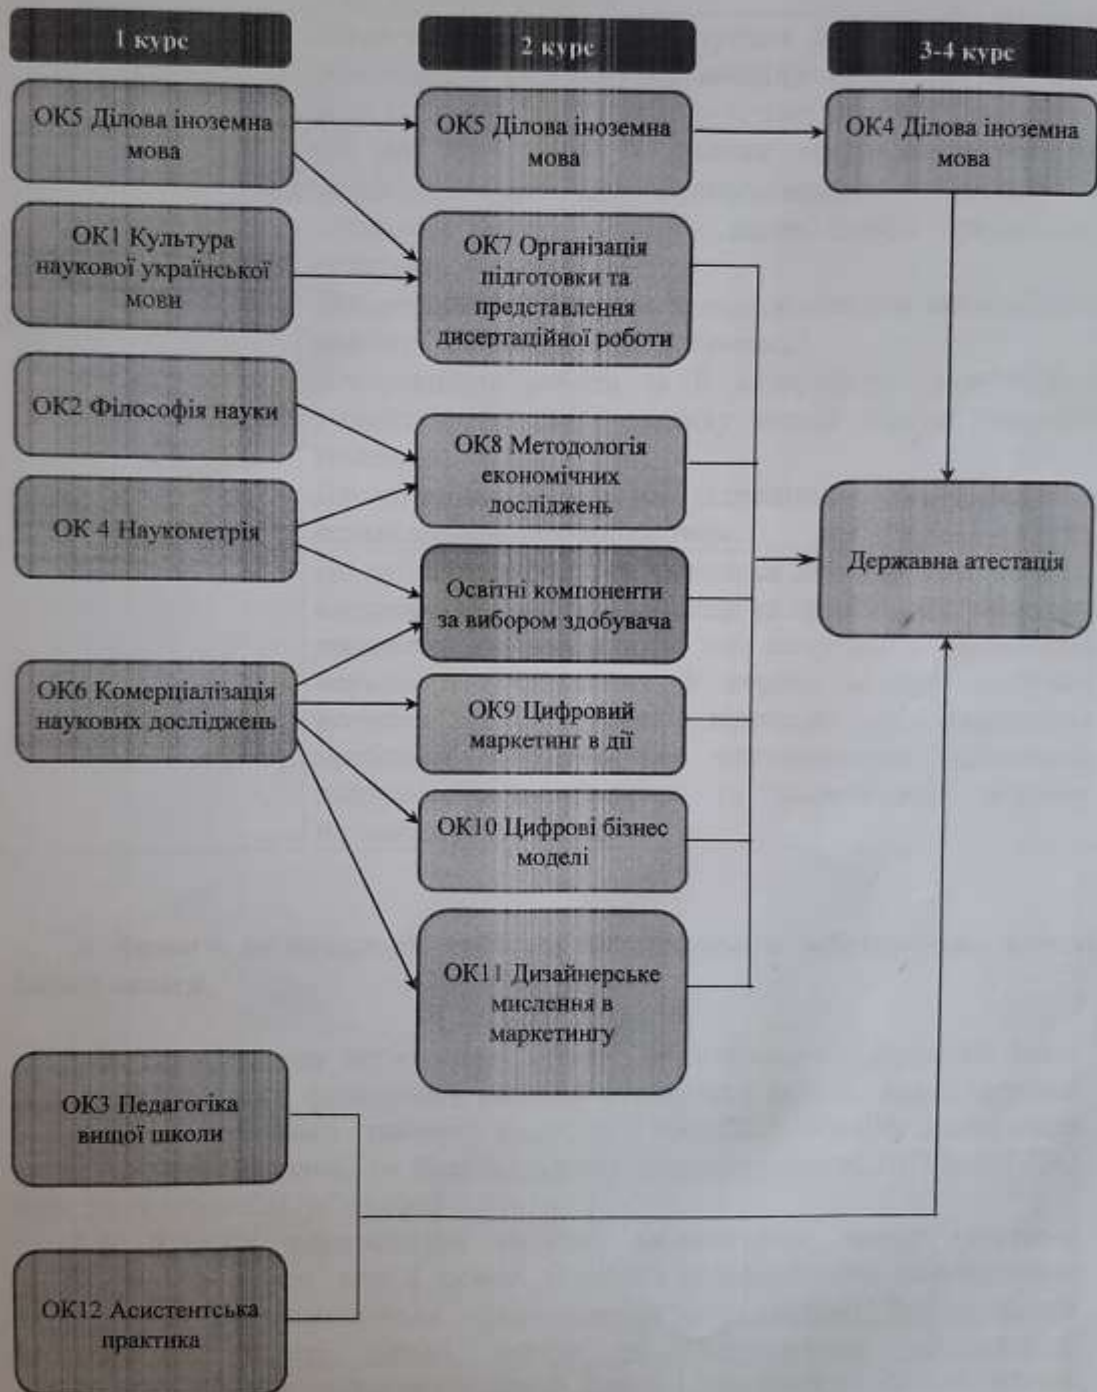 1 курс
2 курс
3-4 курс
ОК5 Ділова іноземна
мова
ОК5 Ділова іноземна
мова
ОК4 Ділова іноземна
мова
ОК1 Культура
наукової української
мови
ОК7 Організація
підготовки та
представлення
дисертаційної роботи
ОК2 Філософія науки
ОК8 Методологія
економічних
досліджень
ОК 4 Наукометрія
Освітні компоненти
за вибором здобувача
Державна атестація
ОК6 Комерціалізація
наукових досліджень
ОК9 Цифровий
маркетинг в дії
ОК10 Цифрові бізнес
моделі
ОК11 Дизайнерське
мислення в
маркетингу
ОК3 Педагогіка
вищої школи
ОК12 Асистентська
практика